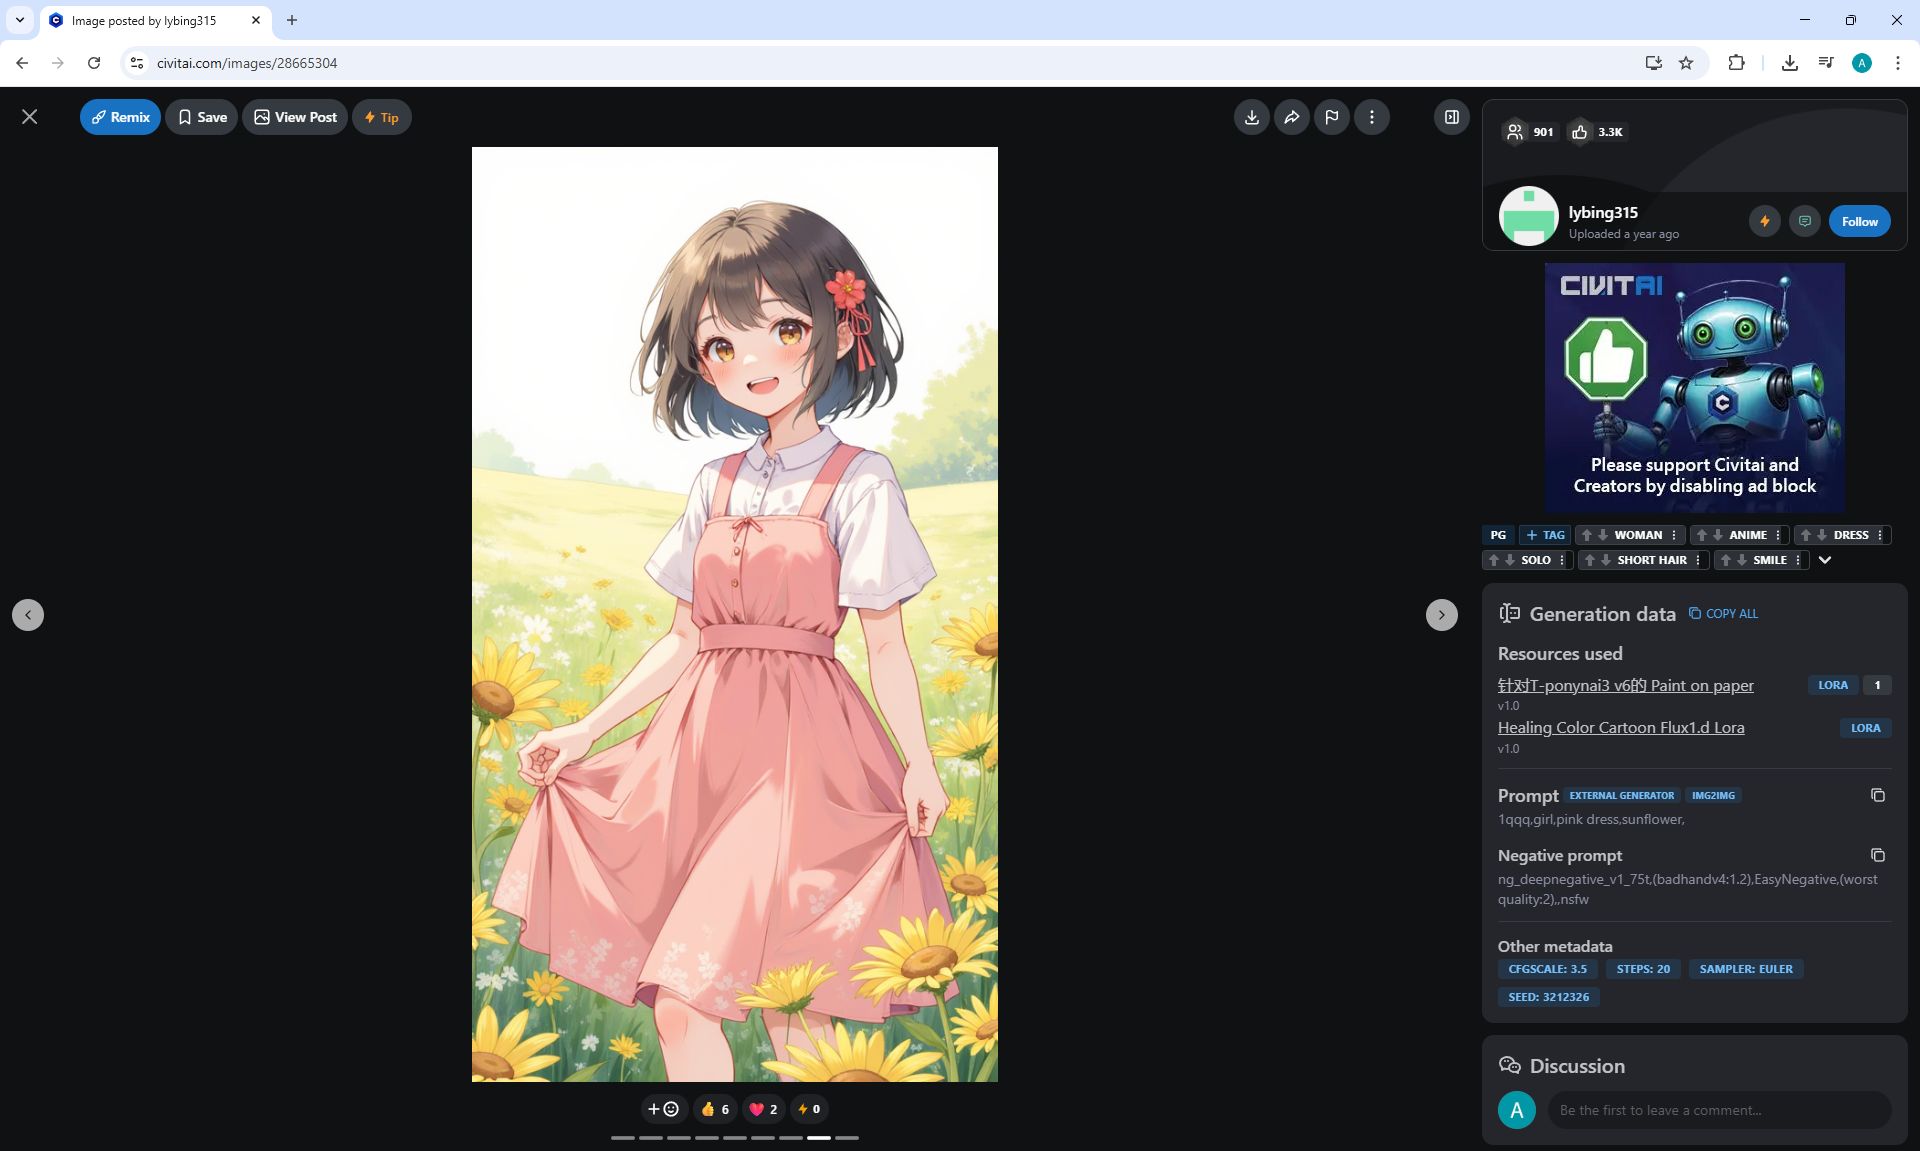 Image posted by lybing315
civitai.com/images/28665304
A
Remix
Save
View Post
Tip
901
3.3K
lybing315
Uploaded a year ago
Follow
CIVITAI
C
Please support Civitai and
Creators by disabling ad block
PG
+ TAG
WOMAN
ANIME
DRESS
SOLO
SHORT HAIR
SMILE
Generation data
COPY ALL
Resources used
针对T-ponynai3 v6的 Paint on paper
LORA
1
v1.0
Healing Color Cartoon Flux1.d Lora
LORA
v1.0
Prompt
EXTERNAL GENERATOR
IMG2IMG
1qqq,girl,pink dress,sunflower,
Negative prompt
ng_deepnegative_v1_75t,(badhandv4:1.2),EasyNegative,(worst
quality:2),,nsfw
Other metadata
CFGSCALE: 3.5
STEPS: 20
SAMPLER: EULER
SEED: 3212326
Discussion
A
Be the first to leave a comment...
6
2
0